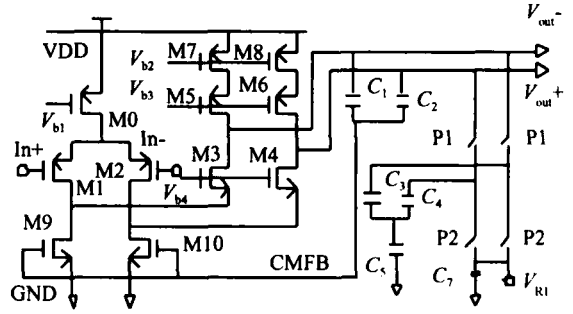 VDD
M7
M8
V_b2
V_b3
M5
M6
V_b1
M0
In+
In-
M1
M2
M3
M4
V_b4
M9
M10
GND
CMFB
V_out-
V_out+
C_1
C_2
P1
P1
C_3
C_4
P2
P2
C_5
C_7
V_R1